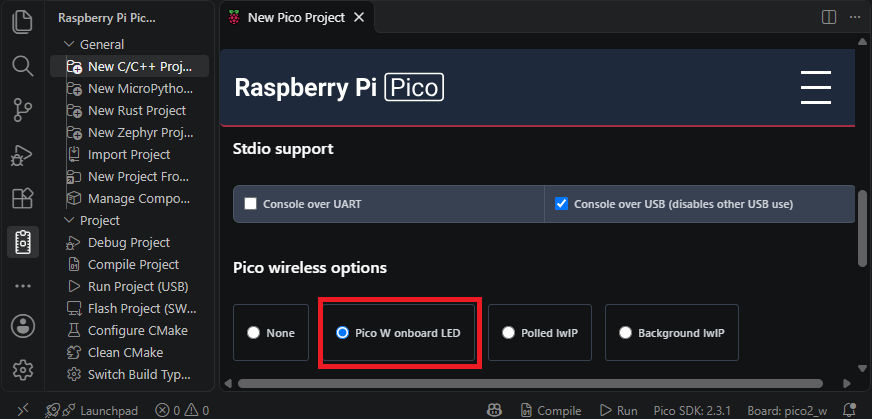 Raspberry Pi Pic...
New Pico Project
General
New C/C++ Proj...
New MicroPytho...
New Rust Project
New Zephyr Proj...
Import Project
New Project Fro...
Manage Compo...
Project
Debug Project
Compile Project
Run Project (USB)
Flash Project (SW...
Configure CMake
Clean CMake
Switch Build Typ...
Raspberry Pi Pico
Stdio support
Console over UART
Console over USB (disables other USB use)
Pico wireless options
None
Pico W onboard LED
Polled lwIP
Background lwIP
Launchpad 0 0 Compile Run Pico SDK: 2.3.1 Board: pico2_w